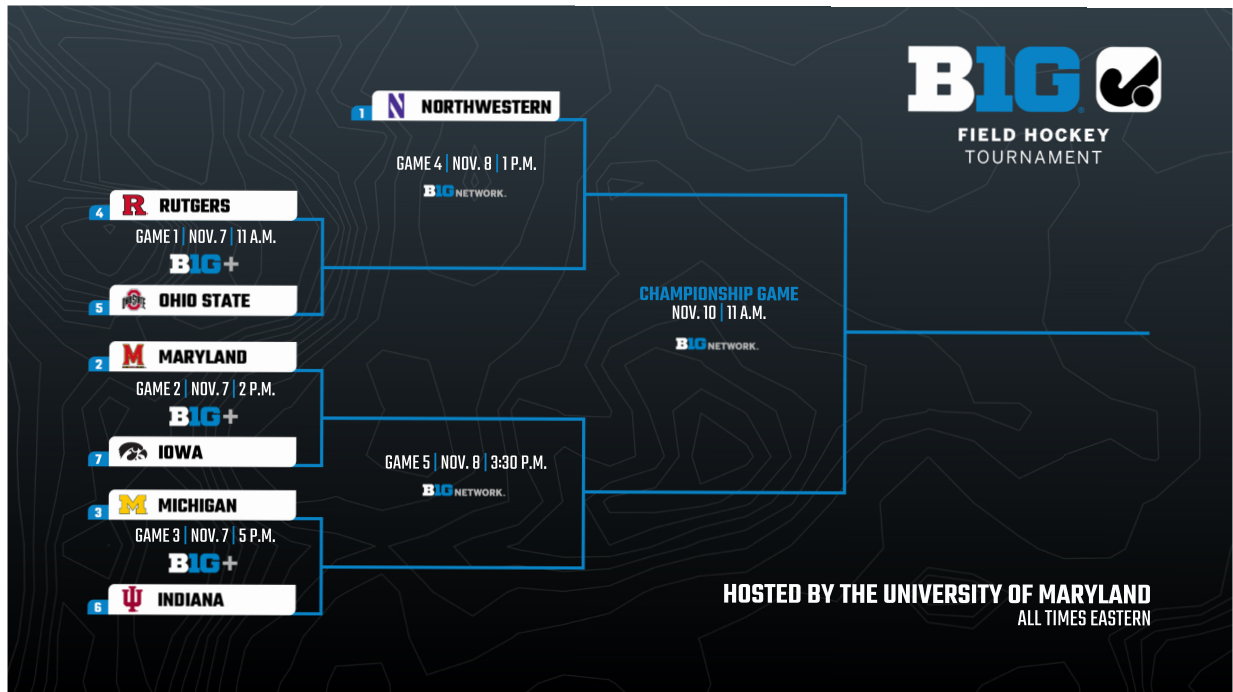 B1G
FIELD HOCKEY
TOURNAMENT
1 N NORTHWESTERN
GAME 4 | NOV. 8 | 1 P.M.
B1G NETWORK.
4 R RUTGERS
GAME 1 | NOV. 7 | 11 A.M.
B1G+
5 OHIO STATE OHIO STATE
CHAMPIONSHIP GAME
NOV. 10 | 11 A.M.
B1G NETWORK.
2 M MARYLAND
GAME 2 | NOV. 7 | 2 P.M.
B1G+
7 IOWA
GAME 5 | NOV. 8 | 3:30 P.M.
B1G NETWORK.
3 M MICHIGAN
GAME 3 | NOV. 7 | 5 P.M.
B1G+
6 IU INDIANA
HOSTED BY THE UNIVERSITY OF MARYLAND
ALL TIMES EASTERN